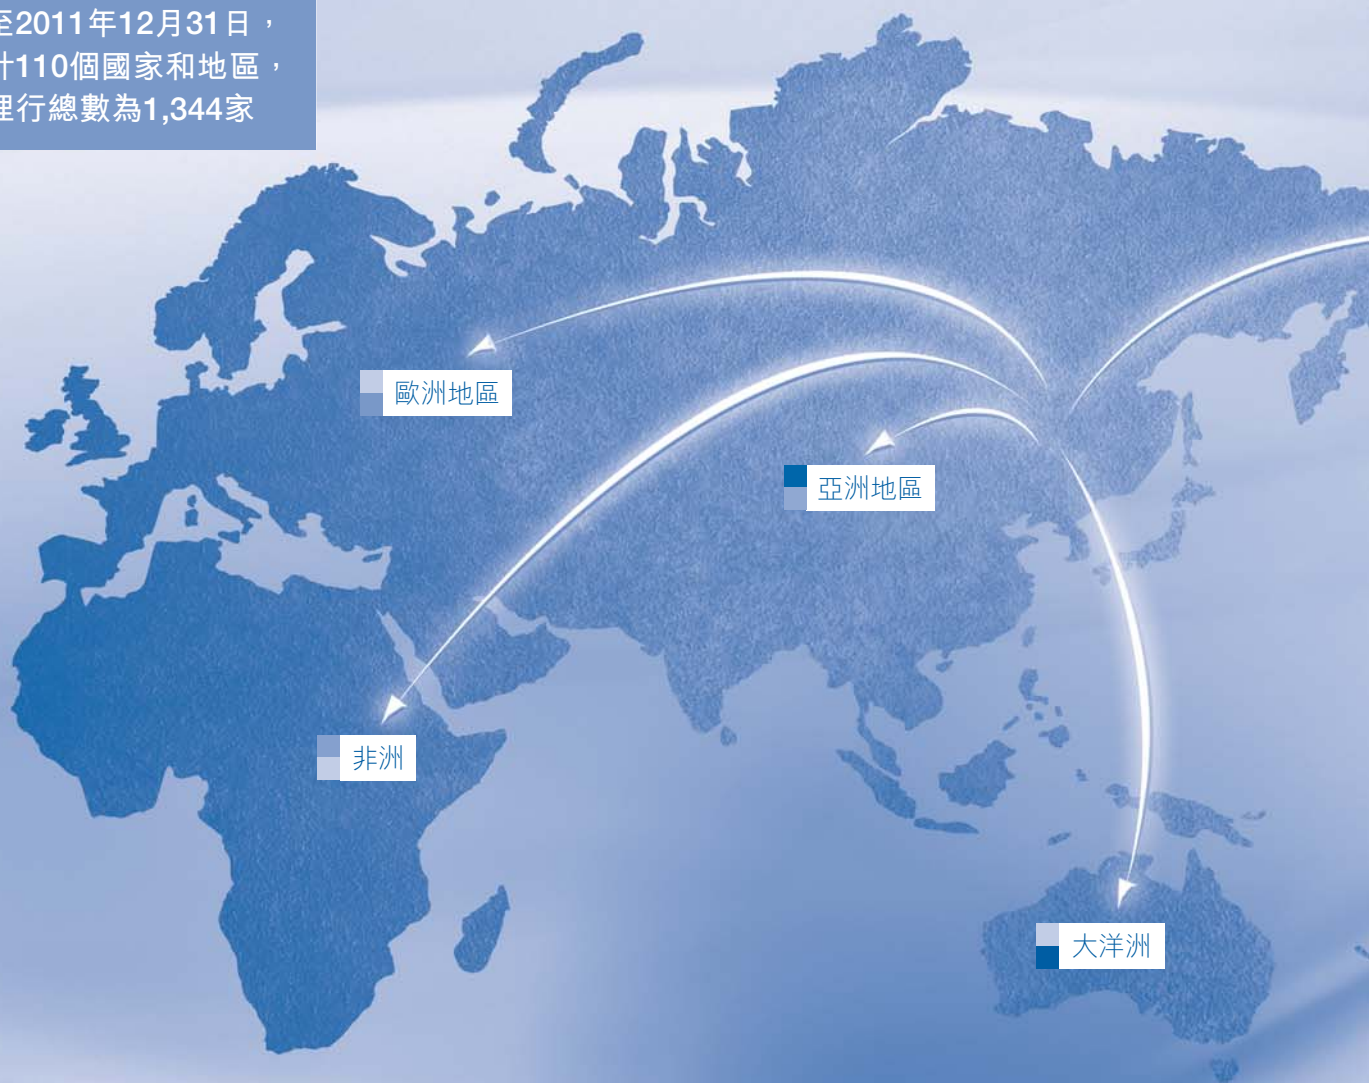 至2011年12月31日，
計110個國家和地區，
理行總數為1,344家
歐洲地區
亞洲地區
非洲
大洋洲